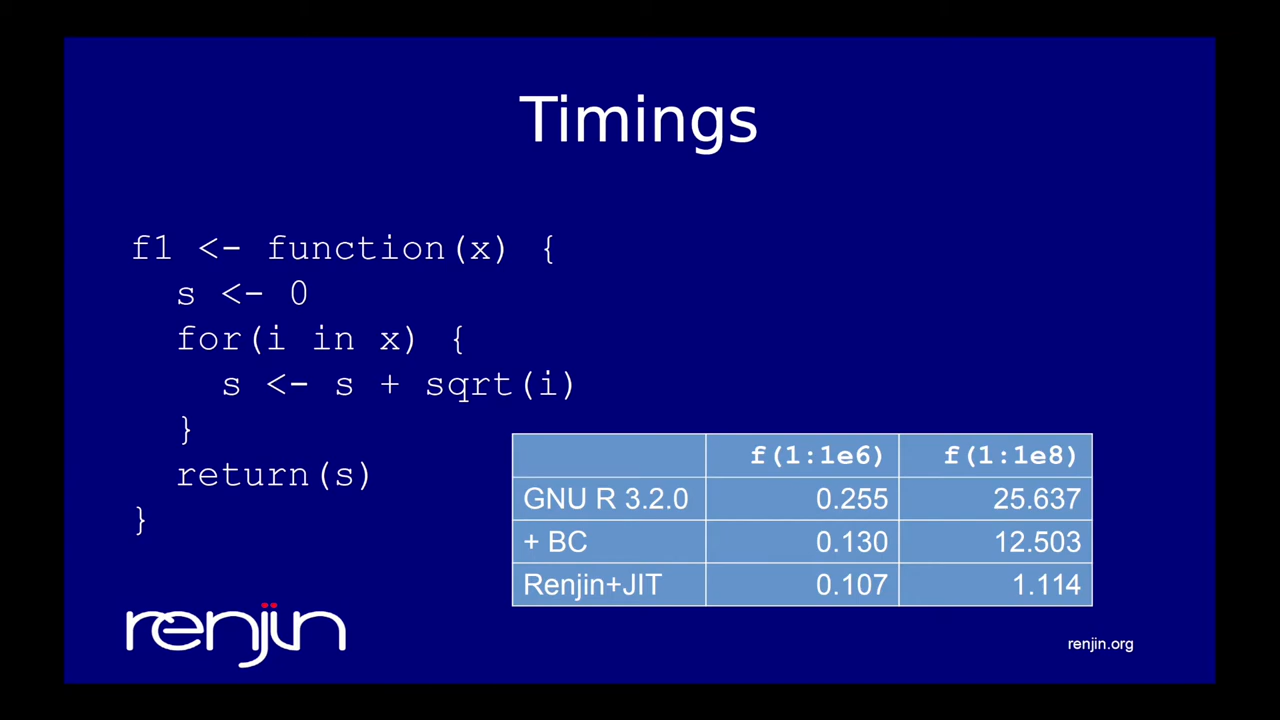 Timings
f1 <- function(x) {
  s <- 0
  for(i in x) {
    s <- s + sqrt(i)
  }
  return(s)
}
f(1:1e6) f(1:1e8)
GNU R 3.2.0 0.255 25.637
+ BC 0.130 12.503
Renjin+JIT 0.107 1.114
renjin
renjin.org